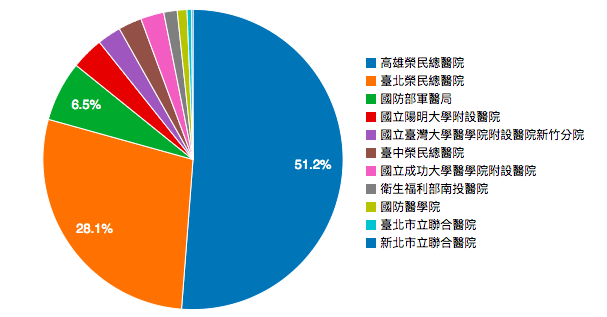 高雄榮民總醫院
臺北榮民總醫院
國防部軍醫局
國立陽明大學附設醫院
國立臺灣大學醫學院附設醫院新竹分院
臺中榮民總醫院
國立成功大學醫學院附設醫院
衛生福利部南投醫院
國防醫學院
臺北市立聯合醫院
新北市立聯合醫院
6.5%
51.2%
28.1%